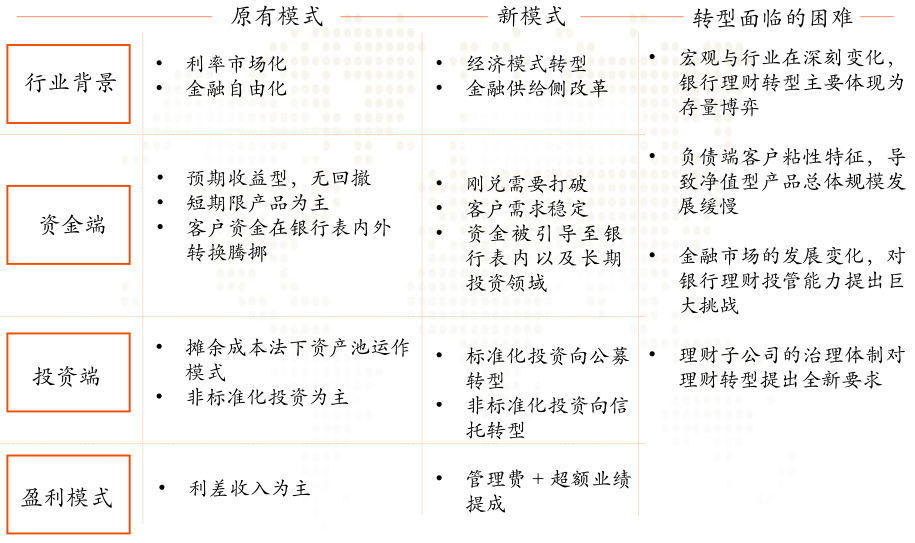 原有模式
新模式
转型面临的困难
行业背景
• 利率市场化
• 金融自由化
• 经济模式转型
• 金融供给侧改革
资金端
• 预期收益型，无回撤
• 短期限产品为主
• 客户资金在银行表内外
转换腾挪
• 刚兑需要打破
• 客户需求稳定
• 资金被引导至银
行表内以及长期
投资领域
投资端
• 摊余成本法下资产池运作
模式
• 非标准化投资为主
• 标准化投资向公募
转型
• 非标准化投资向信
托转型
盈利模式
• 利差收入为主
• 管理费＋超额业绩
提成
• 宏观与行业在深刻变化，
银行理财转型主要体现为
存量博弈
• 负债端客户粘性特征，导
致净值型产品总体规模发
展缓慢
• 金融市场的发展变化，对
银行理财投管能力提出巨
大挑战
• 理财子公司的治理体制对
理财转型提出全新要求